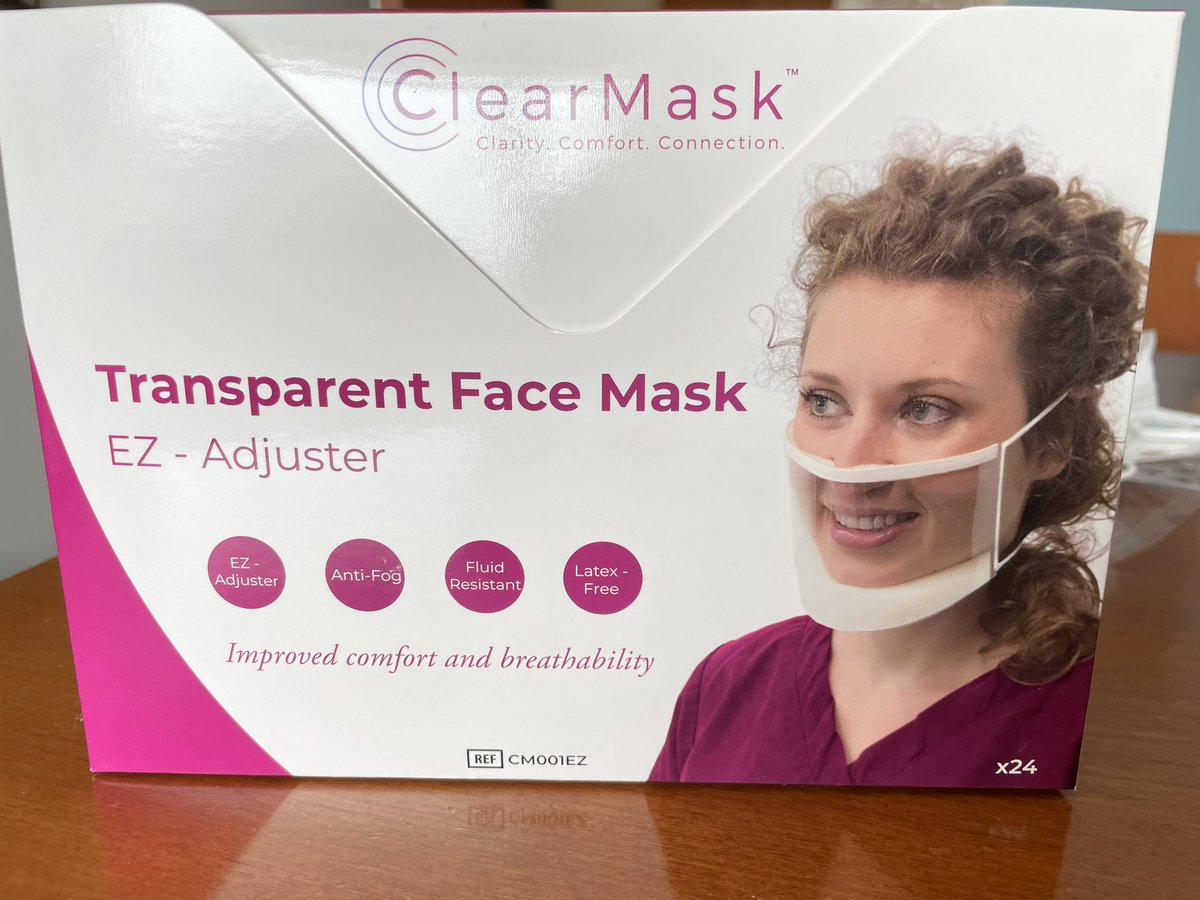 ClearMask™
Clarity. Comfort. Connection.
Transparent Face Mask
EZ - Adjuster
EZ -
Adjuster
Anti-Fog
Fluid
Resistant
Latex -
Free
Improved comfort and breathability
REF CM001EZ
x24